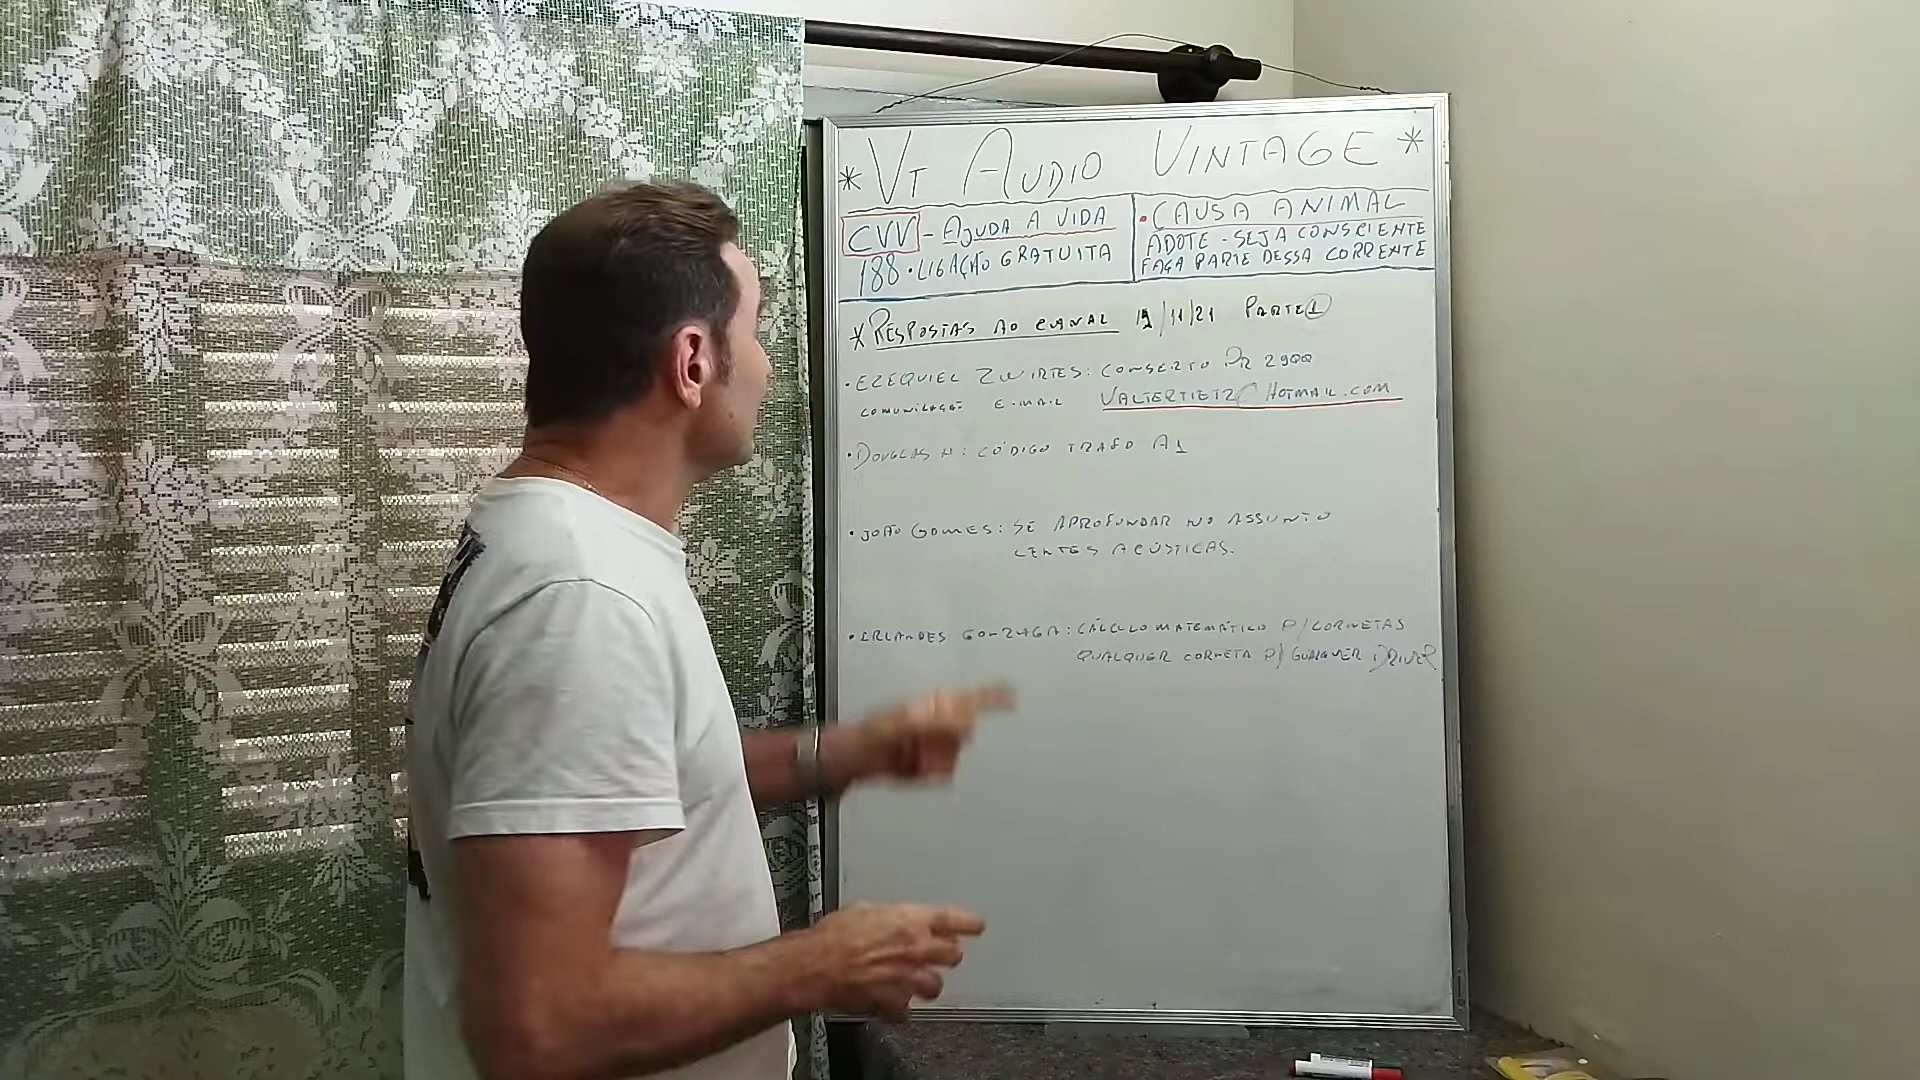 * VT AUDIO VINTAGE *
CVV - AJUDA A VIDA
188 • LIGAÇÃO GRATUITA
• CAUSA ANIMAL
ADOTE - SEJA CONSCIENTE
FAÇA PARTE DESSA CORRENTE
* RESPOSTAS AO CANAL 19/11/21 PARTE 1
• EZEQUIEL ZWIRTES: CONSERTO PR 2900
COMUNICAÇÃO E-MAIL VALTERTIETZ@HOTMAIL.COM
• DOUGLAS H: CÓDIGO TRAFO A1
• JOÃO GOMES: SE APROFUNDAR NO ASSUNTO
LENTES ACÚSTICAS.
• IRLANDES GONZAGA: CÁLCULO MATEMÁTICO P/ CORNETAS
QUALQUER CORNETA P/ QUALQUER DRIVER